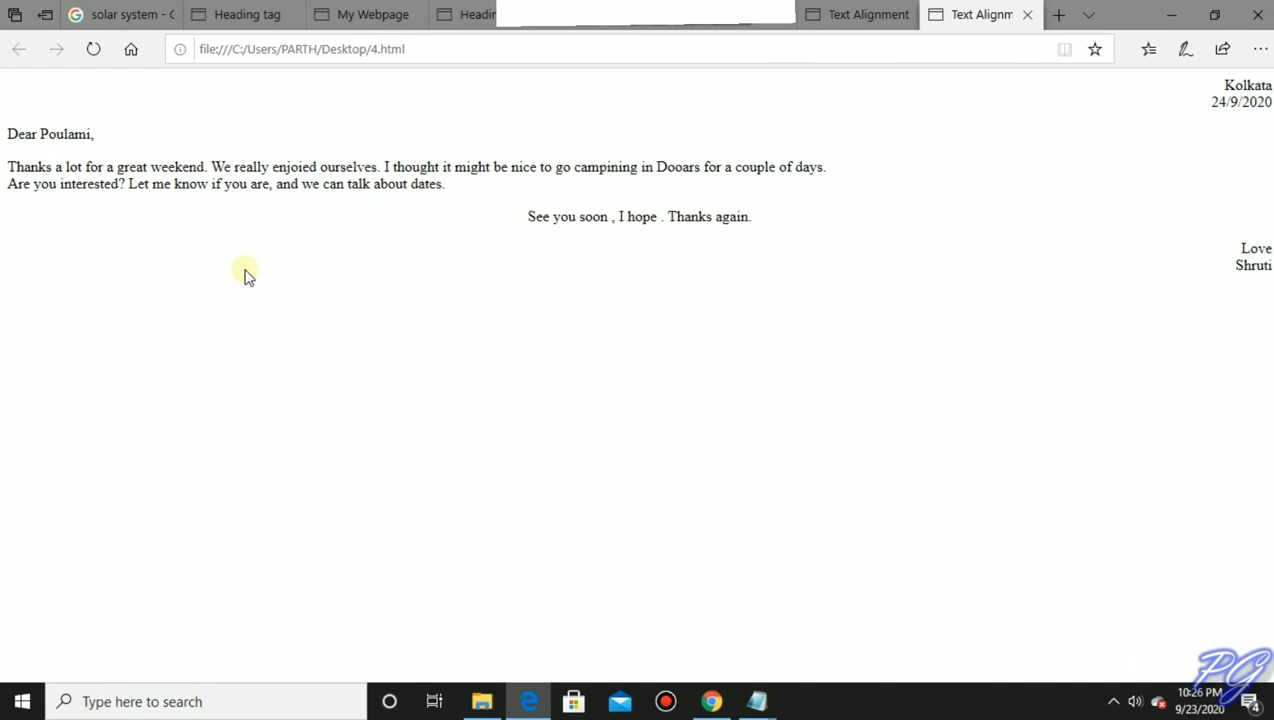 solar system - G
Heading tag
My Webpage
Headin
Text Alignment
Text Alignm
file:///C:/Users/PARTH/Desktop/4.html
Kolkata
24/9/2020
Dear Poulami,
Thanks a lot for a great weekend. We really enjoied ourselves. I thought it might be nice to go campining in Dooars for a couple of days.
Are you interested? Let me know if you are, and we can talk about dates.
See you soon , I hope . Thanks again.
Love
Shruti
PG
Type here to search
10:26 PM
9/23/2020
4